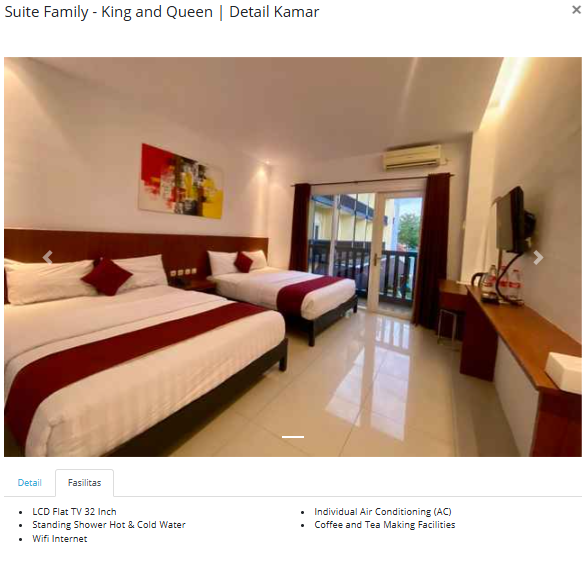 Suite Family - King and Queen | Detail Kamar
×
Detail
Fasilitas
LCD Flat TV 32 Inch
Standing Shower Hot & Cold Water
Wifi Internet
Individual Air Conditioning (AC)
Coffee and Tea Making Facilities